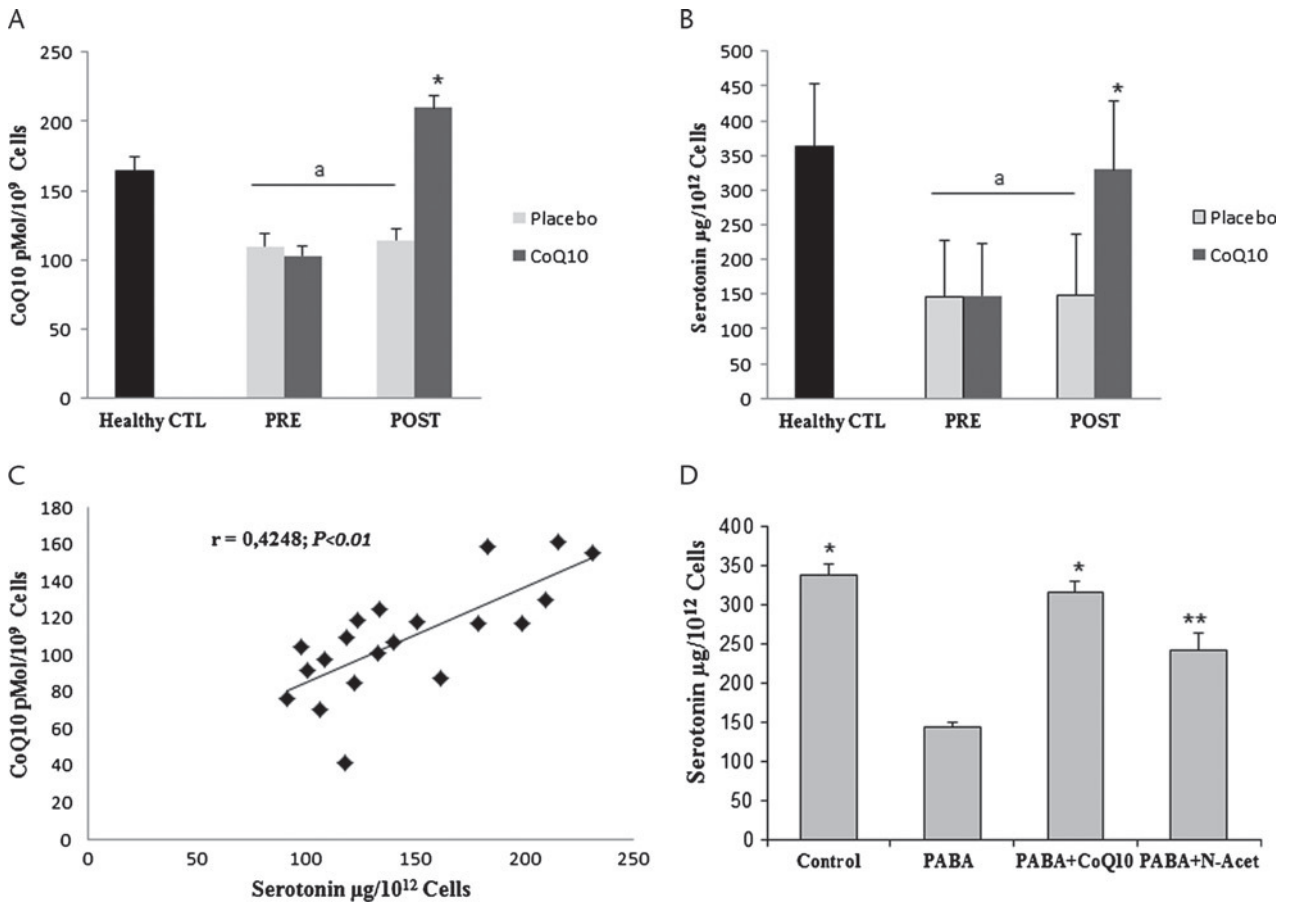 A
CoQ10 pMol/10⁹ Cells
250
200
150
100
50
0
*
a
Placebo
CoQ10
Healthy CTL PRE POST
B
Serotonin µg/10¹² Cells
500
450
400
350
300
250
200
150
100
50
0
*
a
Placebo
CoQ10
Healthy CTL PRE POST
C
CoQ10 pMol/10⁹ Cells
180
160
140
120
100
80
60
40
20
0
r = 0,4248; P<0.01
0 50 100 150 200 250
Serotonin µg/10¹² Cells
D
Serotonin µg/10¹² Cells
400
350
300
250
200
150
100
50
0
*
*
**
Control PABA PABA+CoQ10 PABA+N-Acet